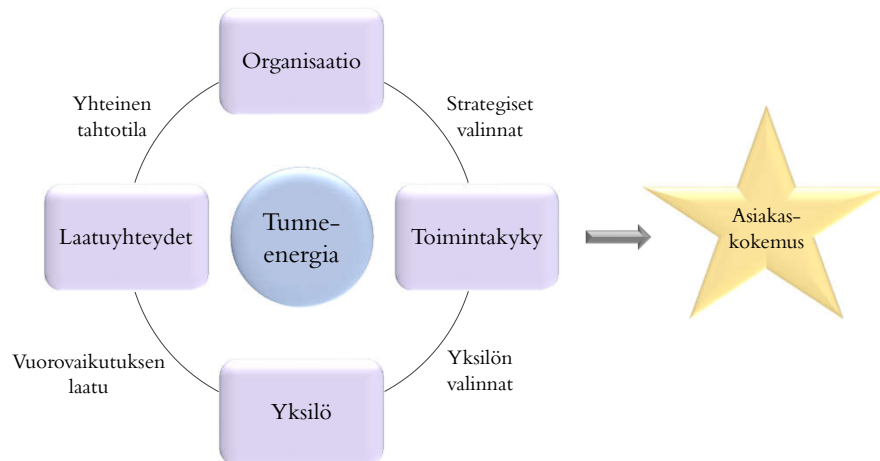 Organisaatio
Yhteinen
tahtotila
Strategiset
valinnat
Laatuyhteydet
Tunne-
energia
Toimintakyky
Asiakas-
kokemus
Vuorovaikutuksen
laatu
Yksilön
valinnat
Yksilö